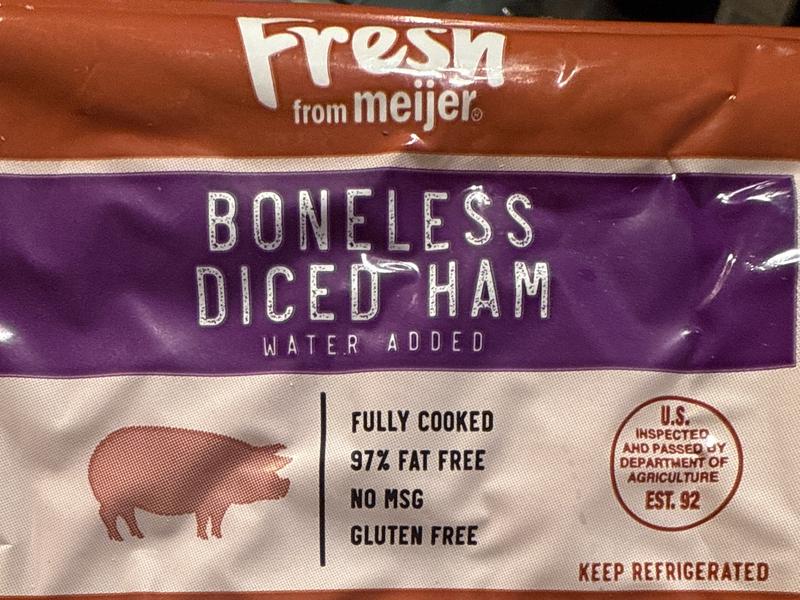 Fresh
from meijer®
BONELESS
DICED HAM
WATER ADDED
FULLY COOKED
97% FAT FREE
NO MSG
GLUTEN FREE
U.S.
INSPECTED
AND PASSED BY
DEPARTMENT OF
AGRICULTURE
EST. 92
KEEP REFRIGERATED